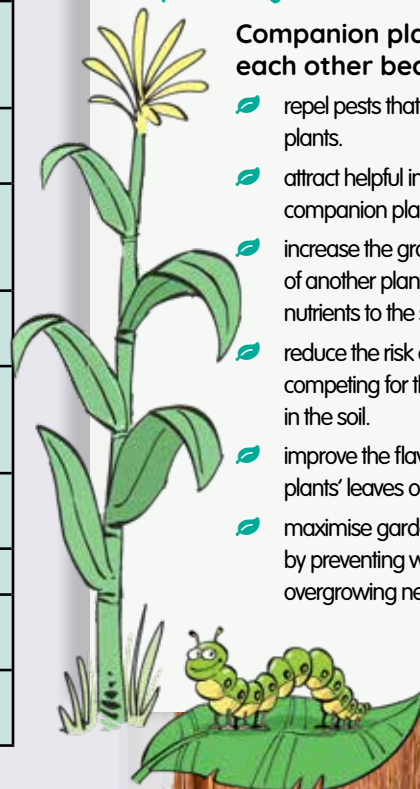 Companion pla
each other bec
repel pests that
plants.
attract helpful in
companion pla
increase the gro
of another plan
nutrients to the
reduce the risk
competing for th
in the soil.
improve the flav
plants' leaves o
maximise gard
by preventing w
overgrowing ne